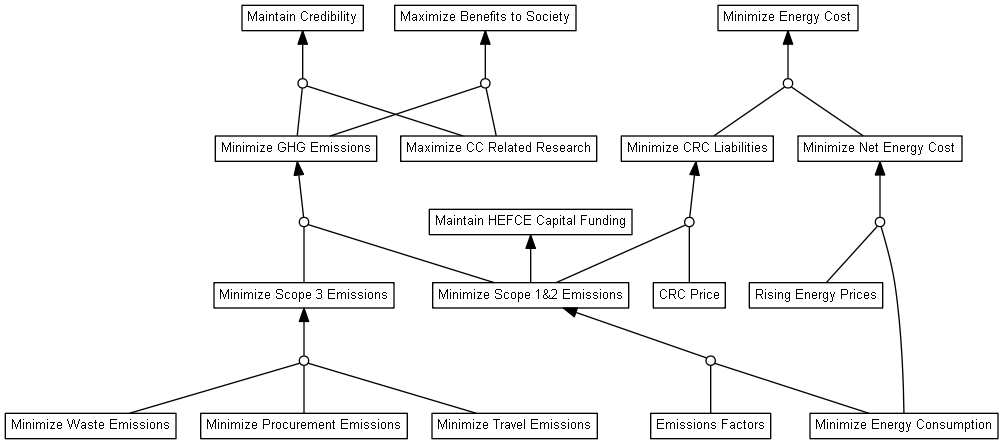 Maintain Credibility
Maximize Benefits to Society
Minimize Energy Cost
Minimize GHG Emissions
Maximize CC Related Research
Minimize CRC Liabilities
Minimize Net Energy Cost
Maintain HEFCE Capital Funding
Minimize Scope 3 Emissions
Minimize Scope 1&2 Emissions
CRC Price
Rising Energy Prices
Minimize Waste Emissions
Minimize Procurement Emissions
Minimize Travel Emissions
Emissions Factors
Minimize Energy Consumption